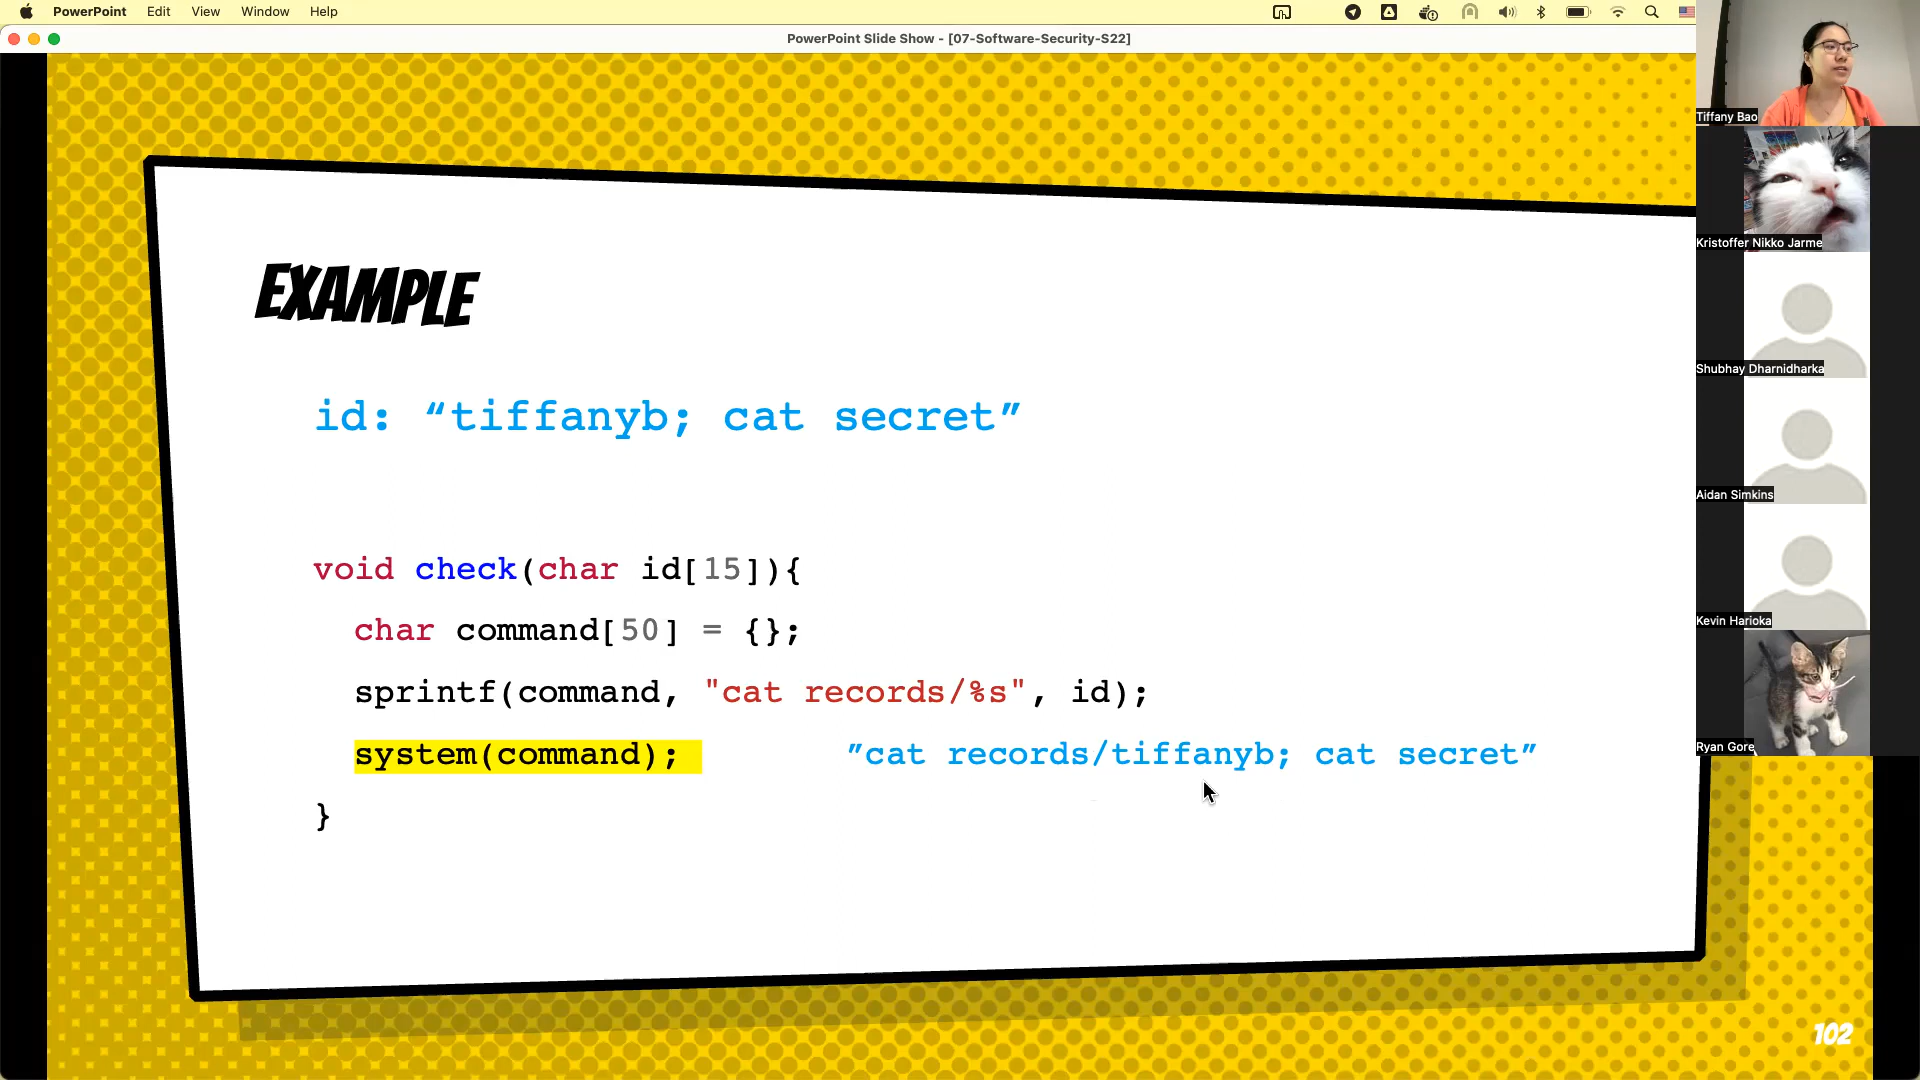 PowerPoint Edit View Window Help
PowerPoint Slide Show - [07-Software-Security-S22]
Tiffany Bao
Kristoffer Nikko Jarme
Shubhay Dharnidharka
Aidan Simkins
Kevin Harioka
Ryan Gore
EXAMPLE
id: “tiffanyb; cat secret”
void check(char id[15]){
char command[50] = {};
sprintf(command, "cat records/%s", id);
system(command); ”cat records/tiffanyb; cat secret”
}
102